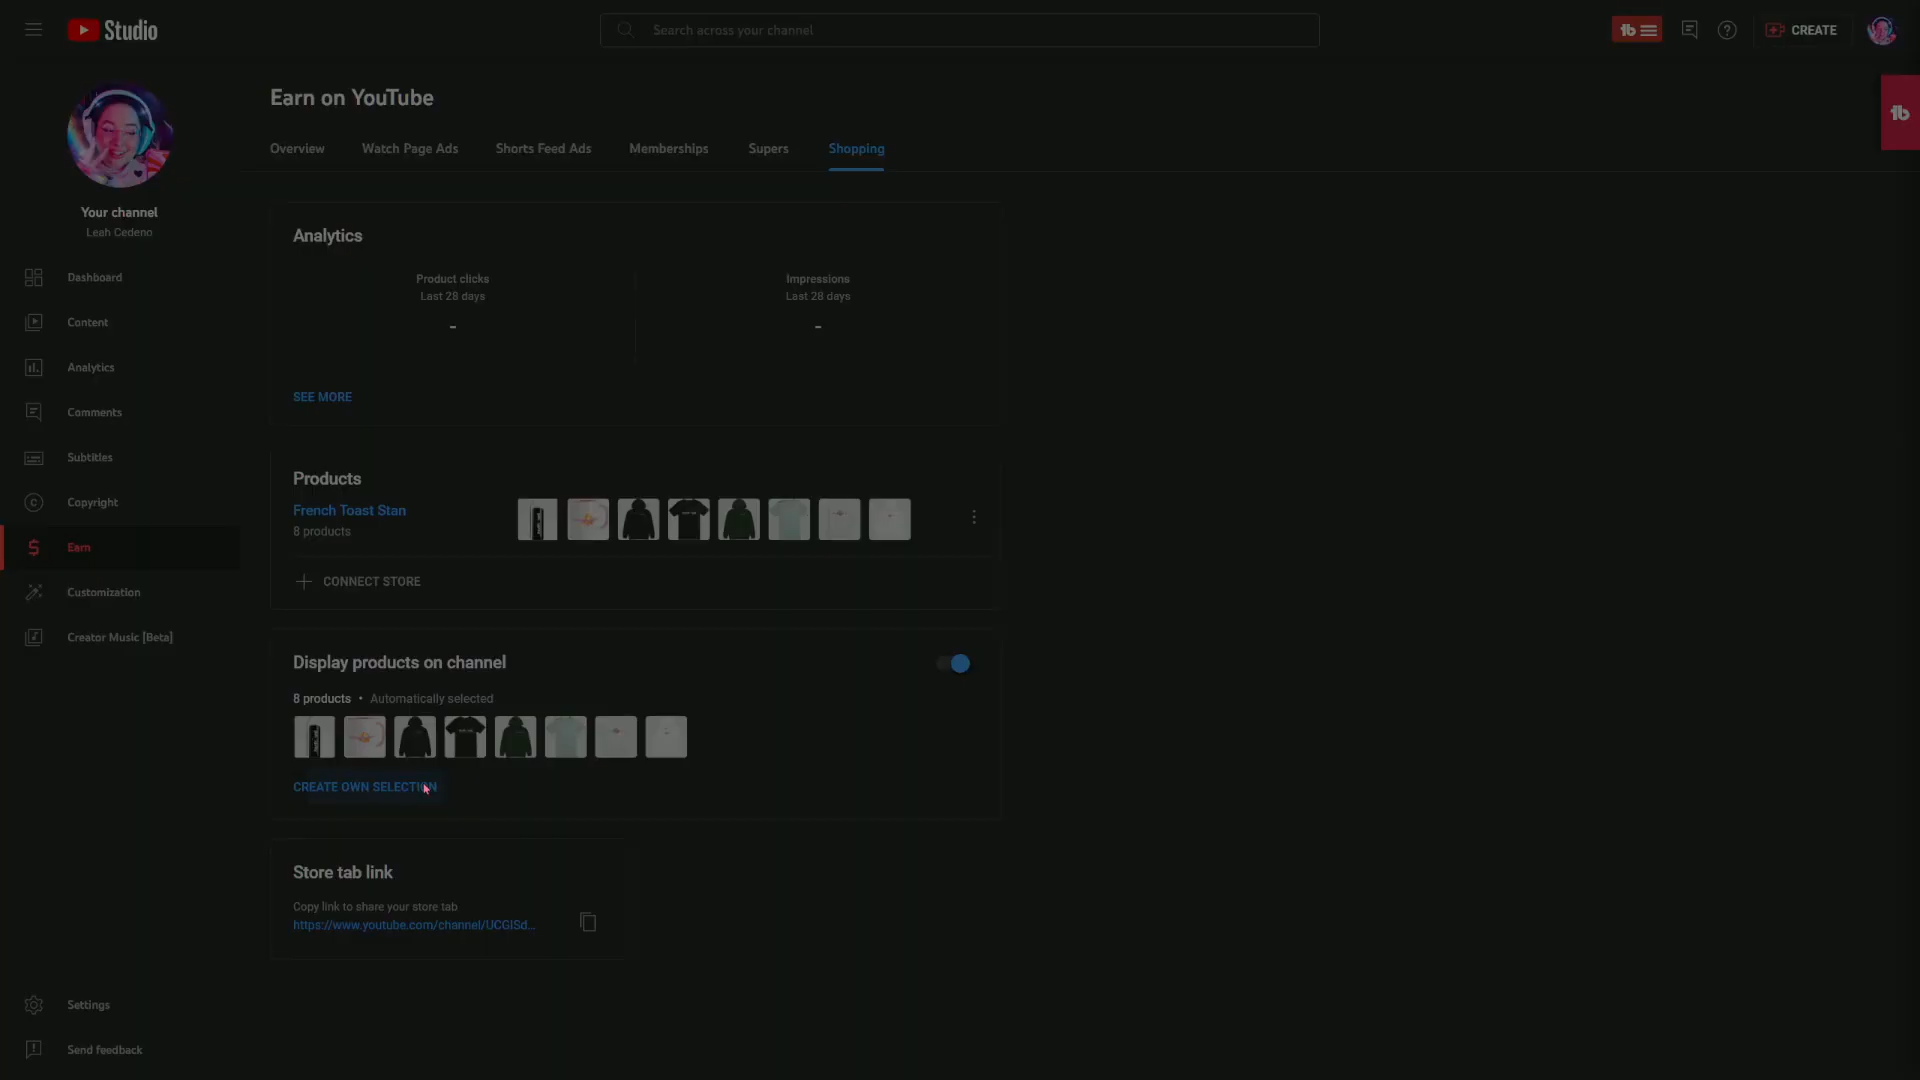 Studio
Search across your channel
CREATE
Your channel
Leah Cedeno
Dashboard
Content
Analytics
Comments
Subtitles
Copyright
Earn
Customization
Creator Music [Beta]
Settings
Send feedback
Earn on YouTube
Overview
Watch Page Ads
Shorts Feed Ads
Memberships
Supers
Shopping
Analytics
Product clicks
Last 28 days
-
Impressions
Last 28 days
-
SEE MORE
Products
French Toast Stan
8 products
CONNECT STORE
Display products on channel
8 products • Automatically selected
CREATE OWN SELECTION
Store tab link
Copy link to share your store tab
https://www.youtube.com/channel/UCGISd...